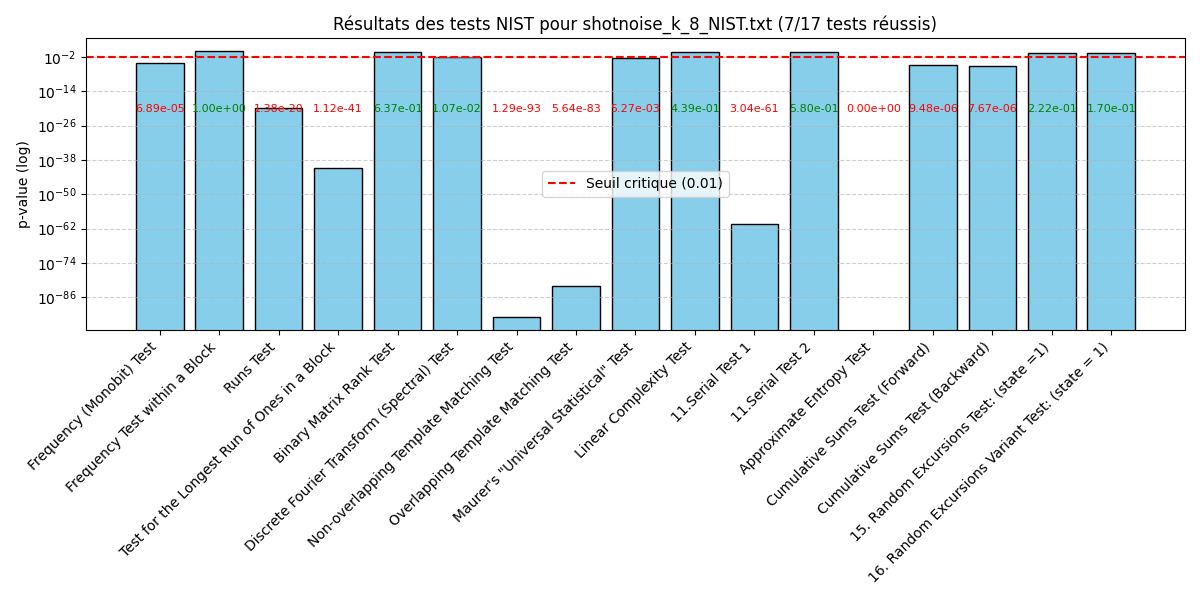 Résultats des tests NIST pour shotnoise_k_8_NIST.txt (7/17 tests réussis)
p-value (log)
10⁻²
10⁻¹⁴
10⁻²⁶
10⁻³⁸
10⁻⁵⁰
10⁻⁶²
10⁻⁷⁴
10⁻⁸⁶
6.89e-05 1.00e+00 1.38e-20 1.12e-41 6.37e-01 1.07e-02 1.29e-93 5.64e-83 6.27e-03 4.39e-01 3.04e-61 5.80e-01 0.00e+00 9.48e-06 7.67e-06 2.22e-01 1.70e-01
Seuil critique (0.01)
Frequency (Monobit) Test
Frequency Test within a Block
Runs Test
Test for the Longest Run of Ones in a Block
Binary Matrix Rank Test
Discrete Fourier Transform (Spectral) Test
Non-overlapping Template Matching Test
Overlapping Template Matching Test
Maurer's "Universal Statistical" Test
Linear Complexity Test
11.Serial Test 1
11.Serial Test 2
Approximate Entropy Test
Cumulative Sums Test (Forward)
Cumulative Sums Test (Backward)
15. Random Excursions Test: (state =1)
16. Random Excursions Variant Test: (state = 1)